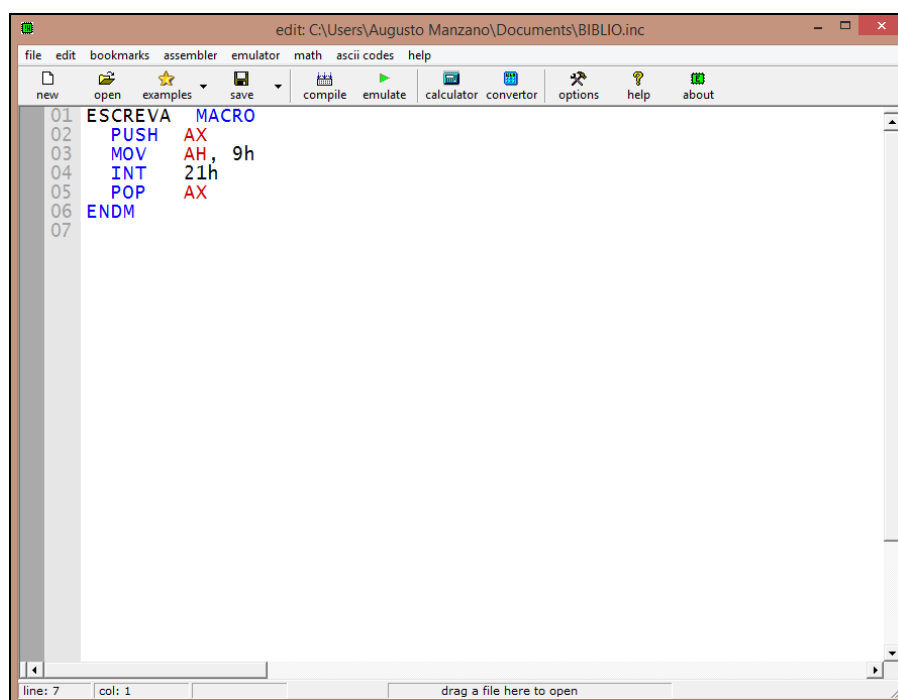 edit: C:\Users\Augusto Manzano\Documents\BIBLIO.inc
file edit bookmarks assembler emulator math ascii codes help
new open examples save compile emulate calculator convertor options help about
01 ESCREVA MACRO
02 PUSH AX
03 MOV AH, 9h
04 INT 21h
05 POP AX
06 ENDM
07
line: 7 col: 1 drag a file here to open